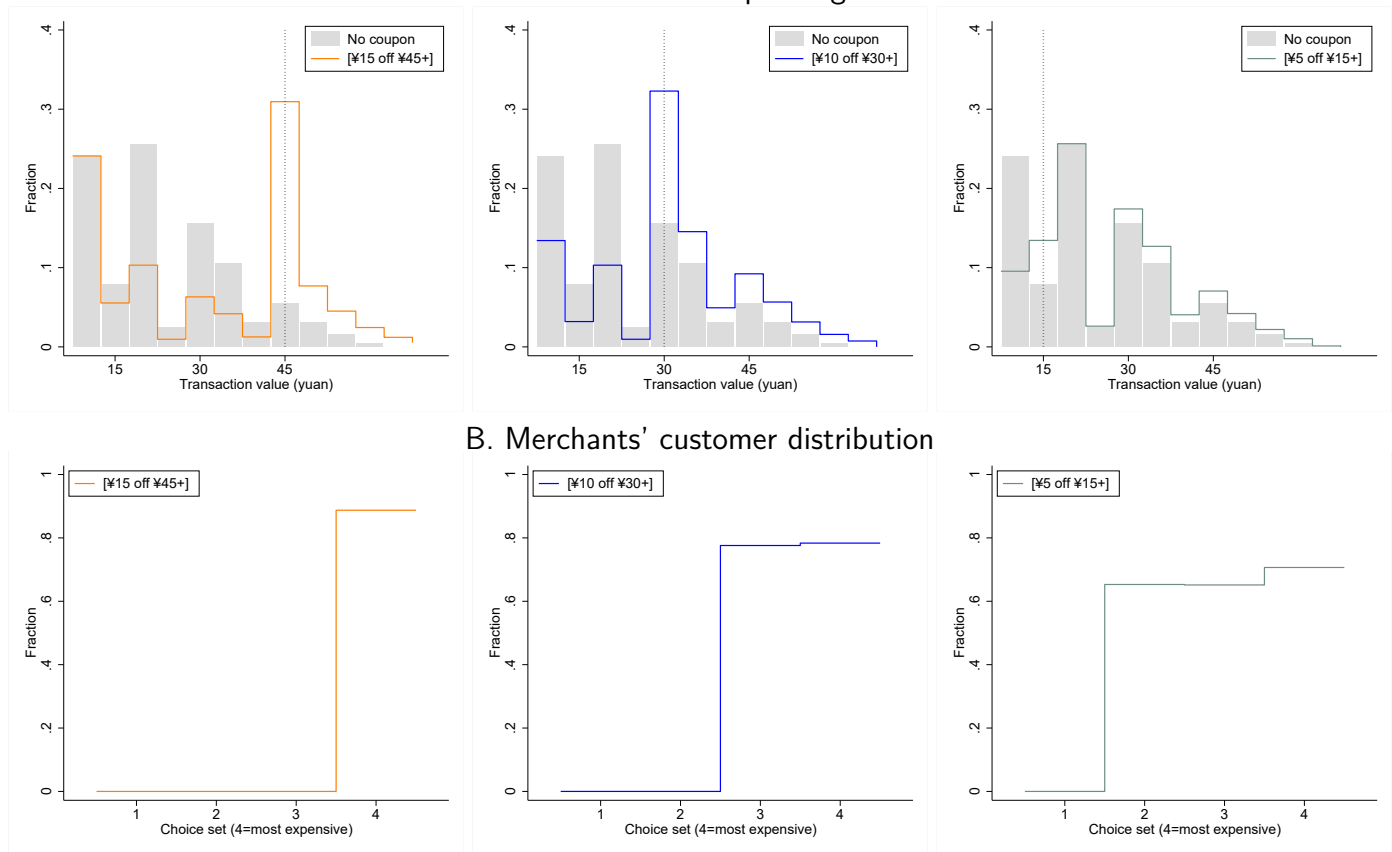 .4
.3
.2
.1
0
Fraction
No coupon
[¥15 off ¥45+]
15 30 45
Transaction value (yuan)
.4
.3
.2
.1
0
Fraction
No coupon
[¥10 off ¥30+]
15 30 45
Transaction value (yuan)
.4
.3
.2
.1
0
Fraction
No coupon
[¥5 off ¥15+]
15 30 45
Transaction value (yuan)
B. Merchants’ customer distribution
1
.8
.6
.4
.2
0
Fraction
[¥15 off ¥45+]
1 2 3 4
Choice set (4=most expensive)
1
.8
.6
.4
.2
0
Fraction
[¥10 off ¥30+]
1 2 3 4
Choice set (4=most expensive)
1
.8
.6
.4
.2
0
Fraction
[¥5 off ¥15+]
1 2 3 4
Choice set (4=most expensive)